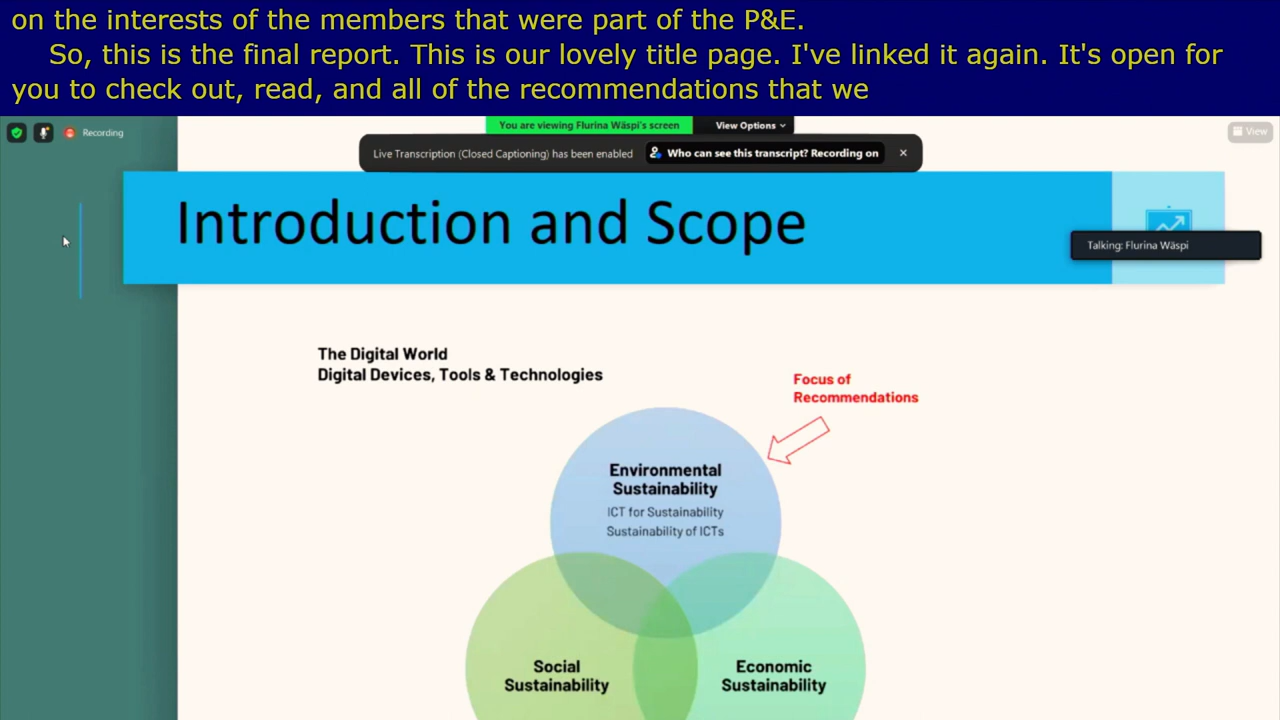 on the interests of the members that were part of the P&E.
So, this is the final report. This is our lovely title page. I've linked it again. It's open for
you to check out, read, and all of the recommendations that we
Recording
You are viewing Flurina Wäspi's screen
View Options
View
Live Transcription (Closed Captioning) has been enabled
Who can see this transcript? Recording on
Introduction and Scope
Talking: Flurina Wäspi
The Digital World
Digital Devices, Tools & Technologies
Focus of
Recommendations
Environmental
Sustainability
ICT for Sustainability
Sustainability of ICTs
Social
Sustainability
Economic
Sustainability